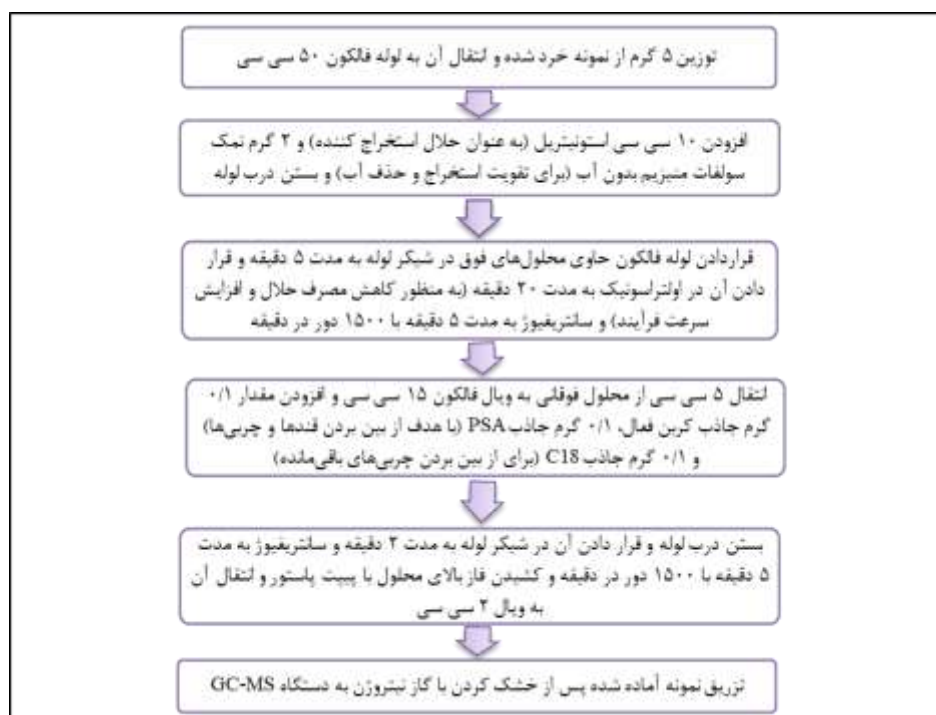 توزین ۵ گرم از نمونه خرد شده و انتقال آن به لوله فالکون ۵۰ سی سی
افزودن ۱۰ سی سی استونیتریل (به عنوان حلال استخراج کننده) و ۲ گرم نمک
سولفات منیزیم بدون آب (برای تقویت استخراج و حذف آب) و بستن درب لوله
قراردادن لوله فالکون حاوی محلول‌های فوق در شیکر لوله به مدت ۵ دقیقه و قرار
دادن آن در اولتراسونیک به مدت ۲۰ دقیقه (به منظور کاهش مصرف حلال و افزایش
سرعت فرآیند) و سانتریفیوژ به مدت ۵ دقیقه با ۱۵۰۰ دور در دقیقه
انتقال ۵ سی سی از محلول فوقانی به ویال فالکون ۱۵ سی سی و افزودن مقدار ۰/۱
گرم جاذب کربن فعال، ۰/۱ گرم جاذب PSA (با هدف از بین بردن قندها و چربی‌ها)
و ۰/۱ گرم جاذب C18 (برای از بین بردن چربی‌های باقی‌مانده)
بستن درب لوله و قرار دادن آن در شیکر لوله به مدت ۲ دقیقه و سانتریفیوژ به مدت
۵ دقیقه با ۱۵۰۰ دور در دقیقه و کشیدن فاز بالای محلول با پیپت پاستور و انتقال آن
به ویال ۲ سی سی
تزریق نمونه آماده شده پس از خشک کردن با گاز نیتروژن به دستگاه GC-MS